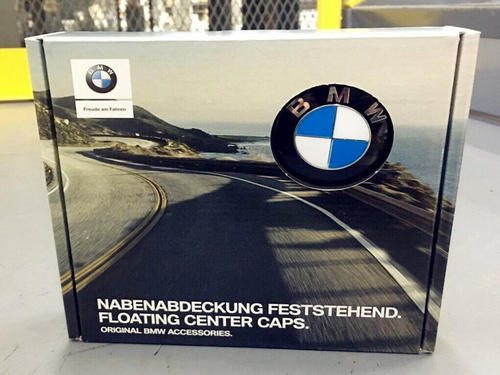 BMW
Freude am Fahren
BMW
NABENABDECKUNG FESTSTEHEND.
FLOATING CENTER CAPS.
ORIGINAL BMW ACCESSORIES.